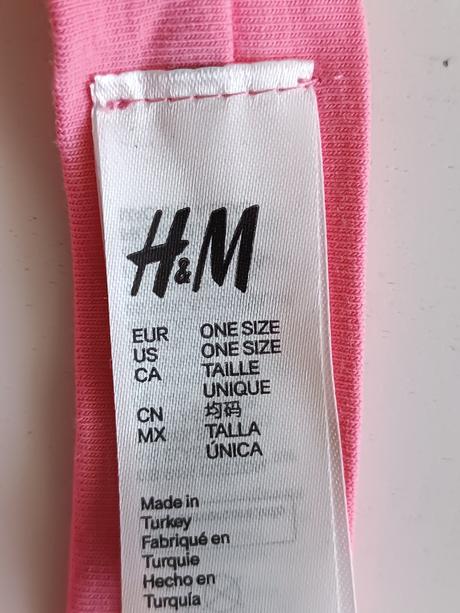 H&M
EUR ONE SIZE
US ONE SIZE
CA TAILLE
UNIQUE
CN 均码
MX TALLA
ÚNICA
Made in
Turkey
Fabriqué en
Turquie
Hecho en
Turquía